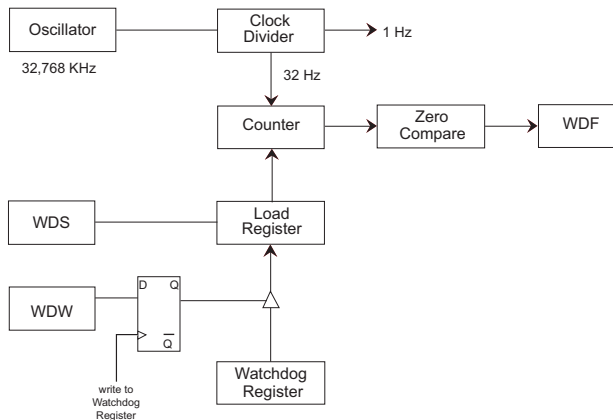 Oscillator
Clock
Divider
1 Hz
32,768 KHz
32 Hz
Counter
Zero
Compare
WDF
WDS
Load
Register
WDW
D
Q
Q
Watchdog
Register
write to
Watchdog
Register